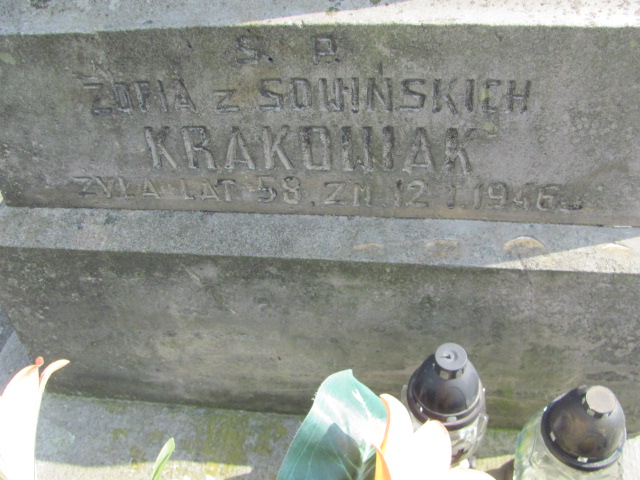 Ś. P.
ZOFIA z SOWIŃSKICH
KRAKOWIAK
ŻYŁA LAT 58. ZM. 12 I 1946